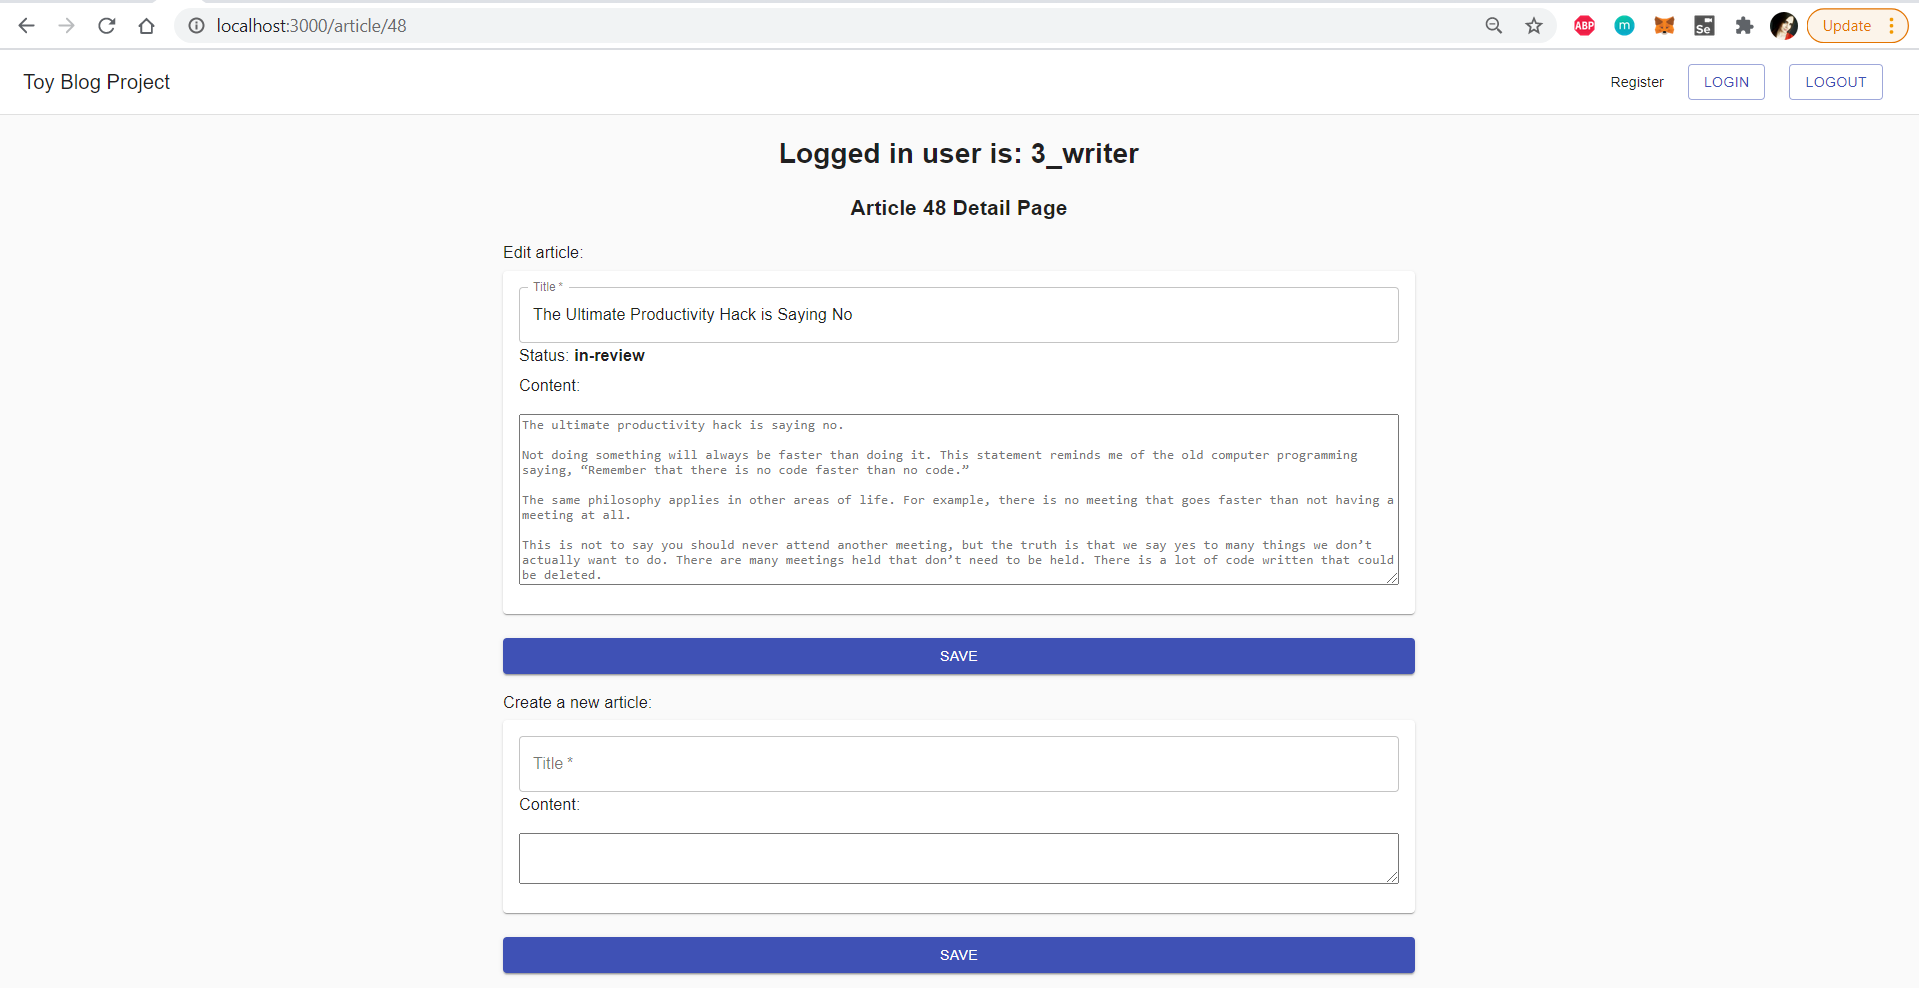 localhost:3000/article/48
ABP
m
Se
Update
Toy Blog Project
Register
LOGIN
LOGOUT
Logged in user is: 3_writer
Article 48 Detail Page
Edit article:
Title *
The Ultimate Productivity Hack is Saying No
Status: in-review
Content:
The ultimate productivity hack is saying no.
Not doing something will always be faster than doing it. This statement reminds me of the old computer programming
saying, “Remember that there is no code faster than no code.”
The same philosophy applies in other areas of life. For example, there is no meeting that goes faster than not having a
meeting at all.
This is not to say you should never attend another meeting, but the truth is that we say yes to many things we don’t
actually want to do. There are many meetings held that don’t need to be held. There is a lot of code written that could
be deleted.
SAVE
Create a new article:
Title *
Content:
SAVE